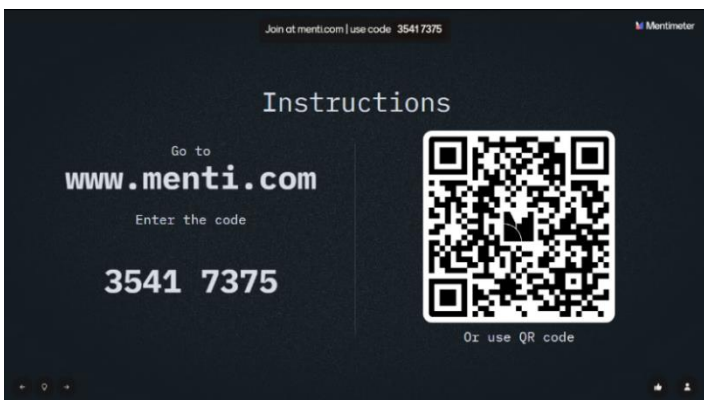 Join at menti.com | use code 3541 7375
Mentimeter
Instructions
Go to
www.menti.com
Enter the code
3541 7375
Or use QR code